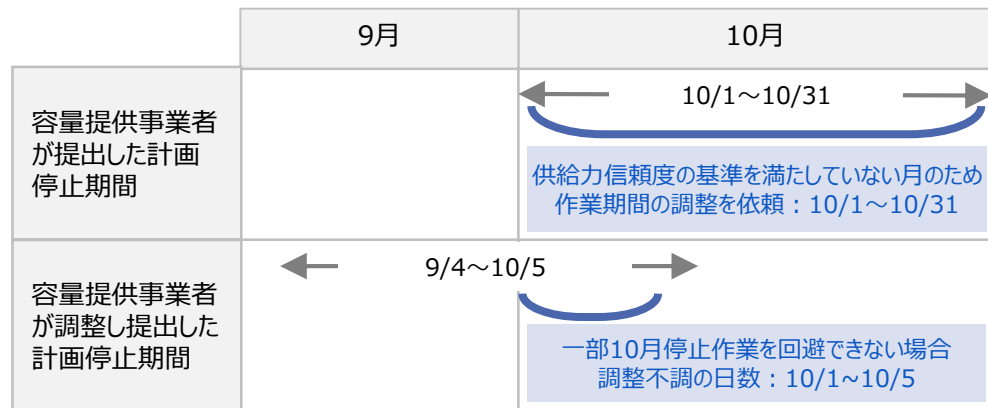 9月
10月
容量提供事業者
が提出した計画
停止期間
10/1～10/31
供給力信頼度の基準を満たしていない月のため
作業期間の調整を依頼：10/1～10/31
容量提供事業者
が調整し提出した
計画停止期間
9/4～10/5
一部10月停止作業を回避できない場合
調整不調の日数：10/1~10/5